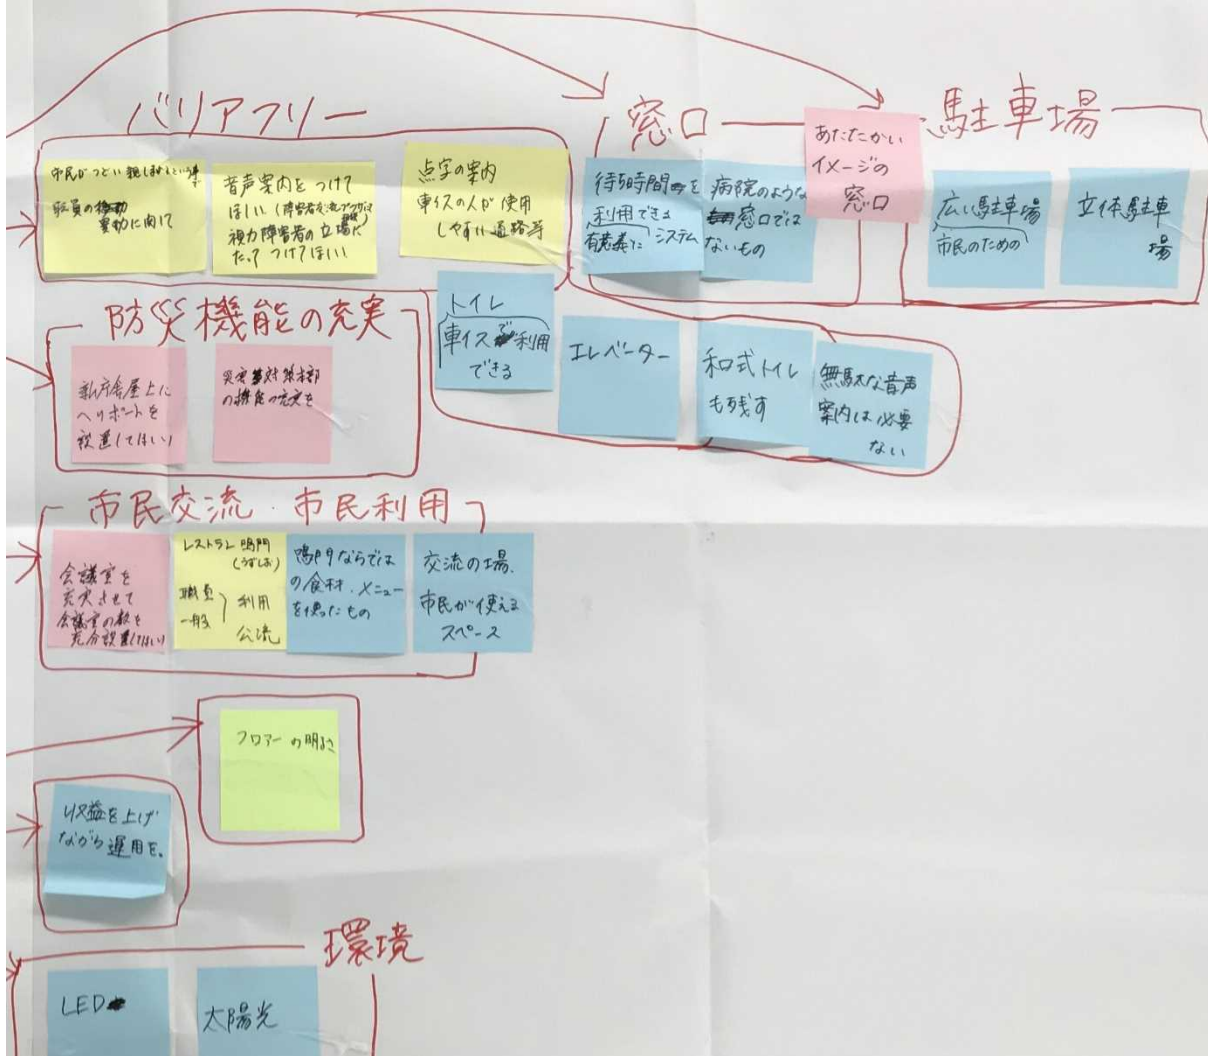 バリアフリー
市民がつどい親しまれという事
職員の
異動に向て
音声案内をつけて
ほしい(障害者
視力障害者の立場に
たってつけてほしい
点字の案内
車イスの人が使用
しやすい通路等
窓口
待ち時間を
利用できる
有意義に システム
病院のような
窓口では
ないもの
あたたかい
イメージの
窓口
駐車場
広い駐車場
市民のための
立体駐車
場
トイレ
車イスで利用
できる
エレベーター
和式トイレ
も残す
無駄な音声
案内は必要
ない
防災機能の充実
新庁舎屋上に
ヘリポートを
設置してほしい
災害対策本部
の機能の充実を
市民交流・市民利用
会議室を
充実させて
会議室の数を
充分設置してほしい
レストラン 鳴門
(うずしお)
職員
一般 利用
交流
鳴門ならでは
の食材、メニュー
を使ったもの
交流の場、
市民が使える
スペース
フロアーの明るさ
収益を上げ
ながら運用を。
環境
LED
太陽光